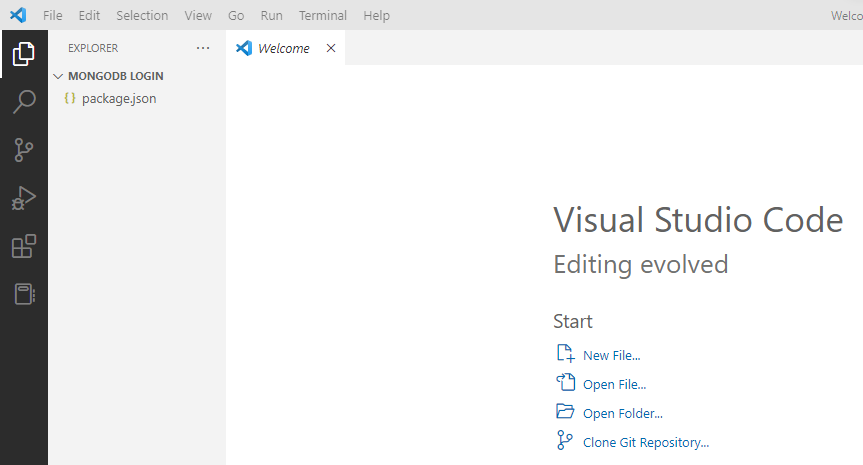 File Edit Selection View Go Run Terminal Help Welco
EXPLORER ···
Welcome
MONGODB LOGIN
{ } package.json
Visual Studio Code
Editing evolved
Start
New File...
Open File...
Open Folder...
Clone Git Repository...